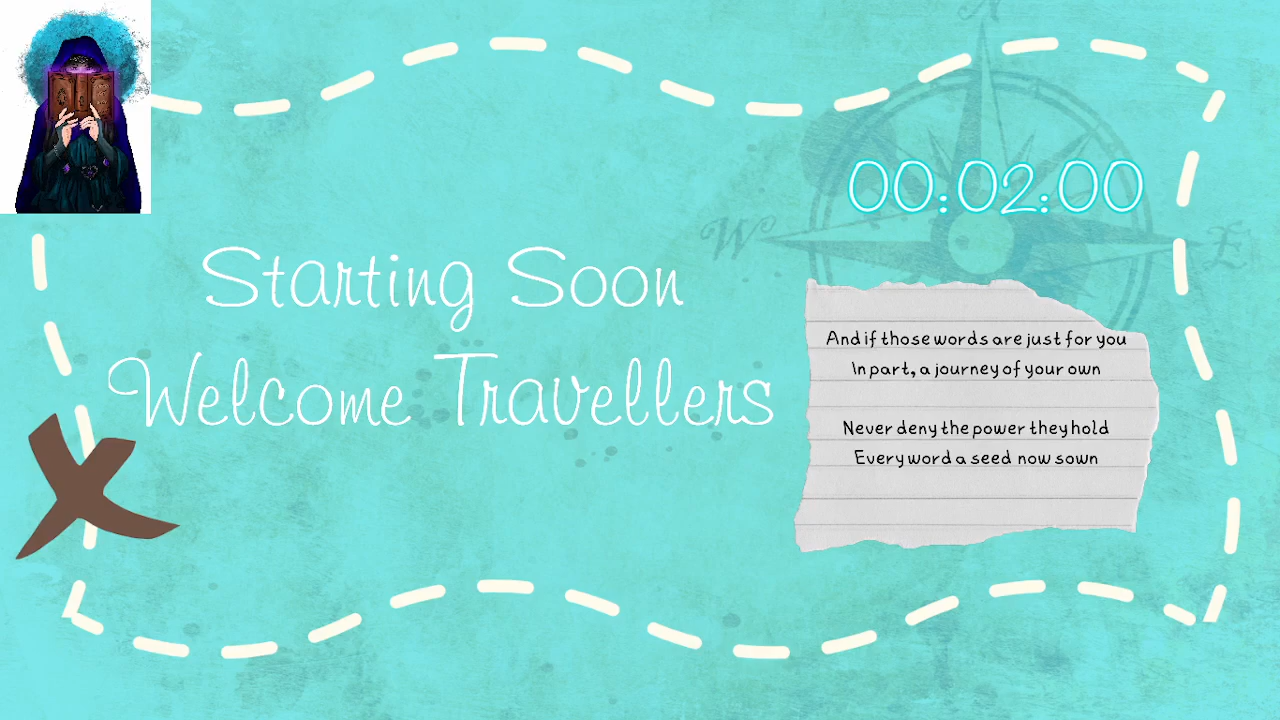 N
00:02:00
W
E
Starting Soon
Welcome Travellers
And if those words are just for you
In part, a journey of your own
Never deny the power they hold
Every word a seed now sown